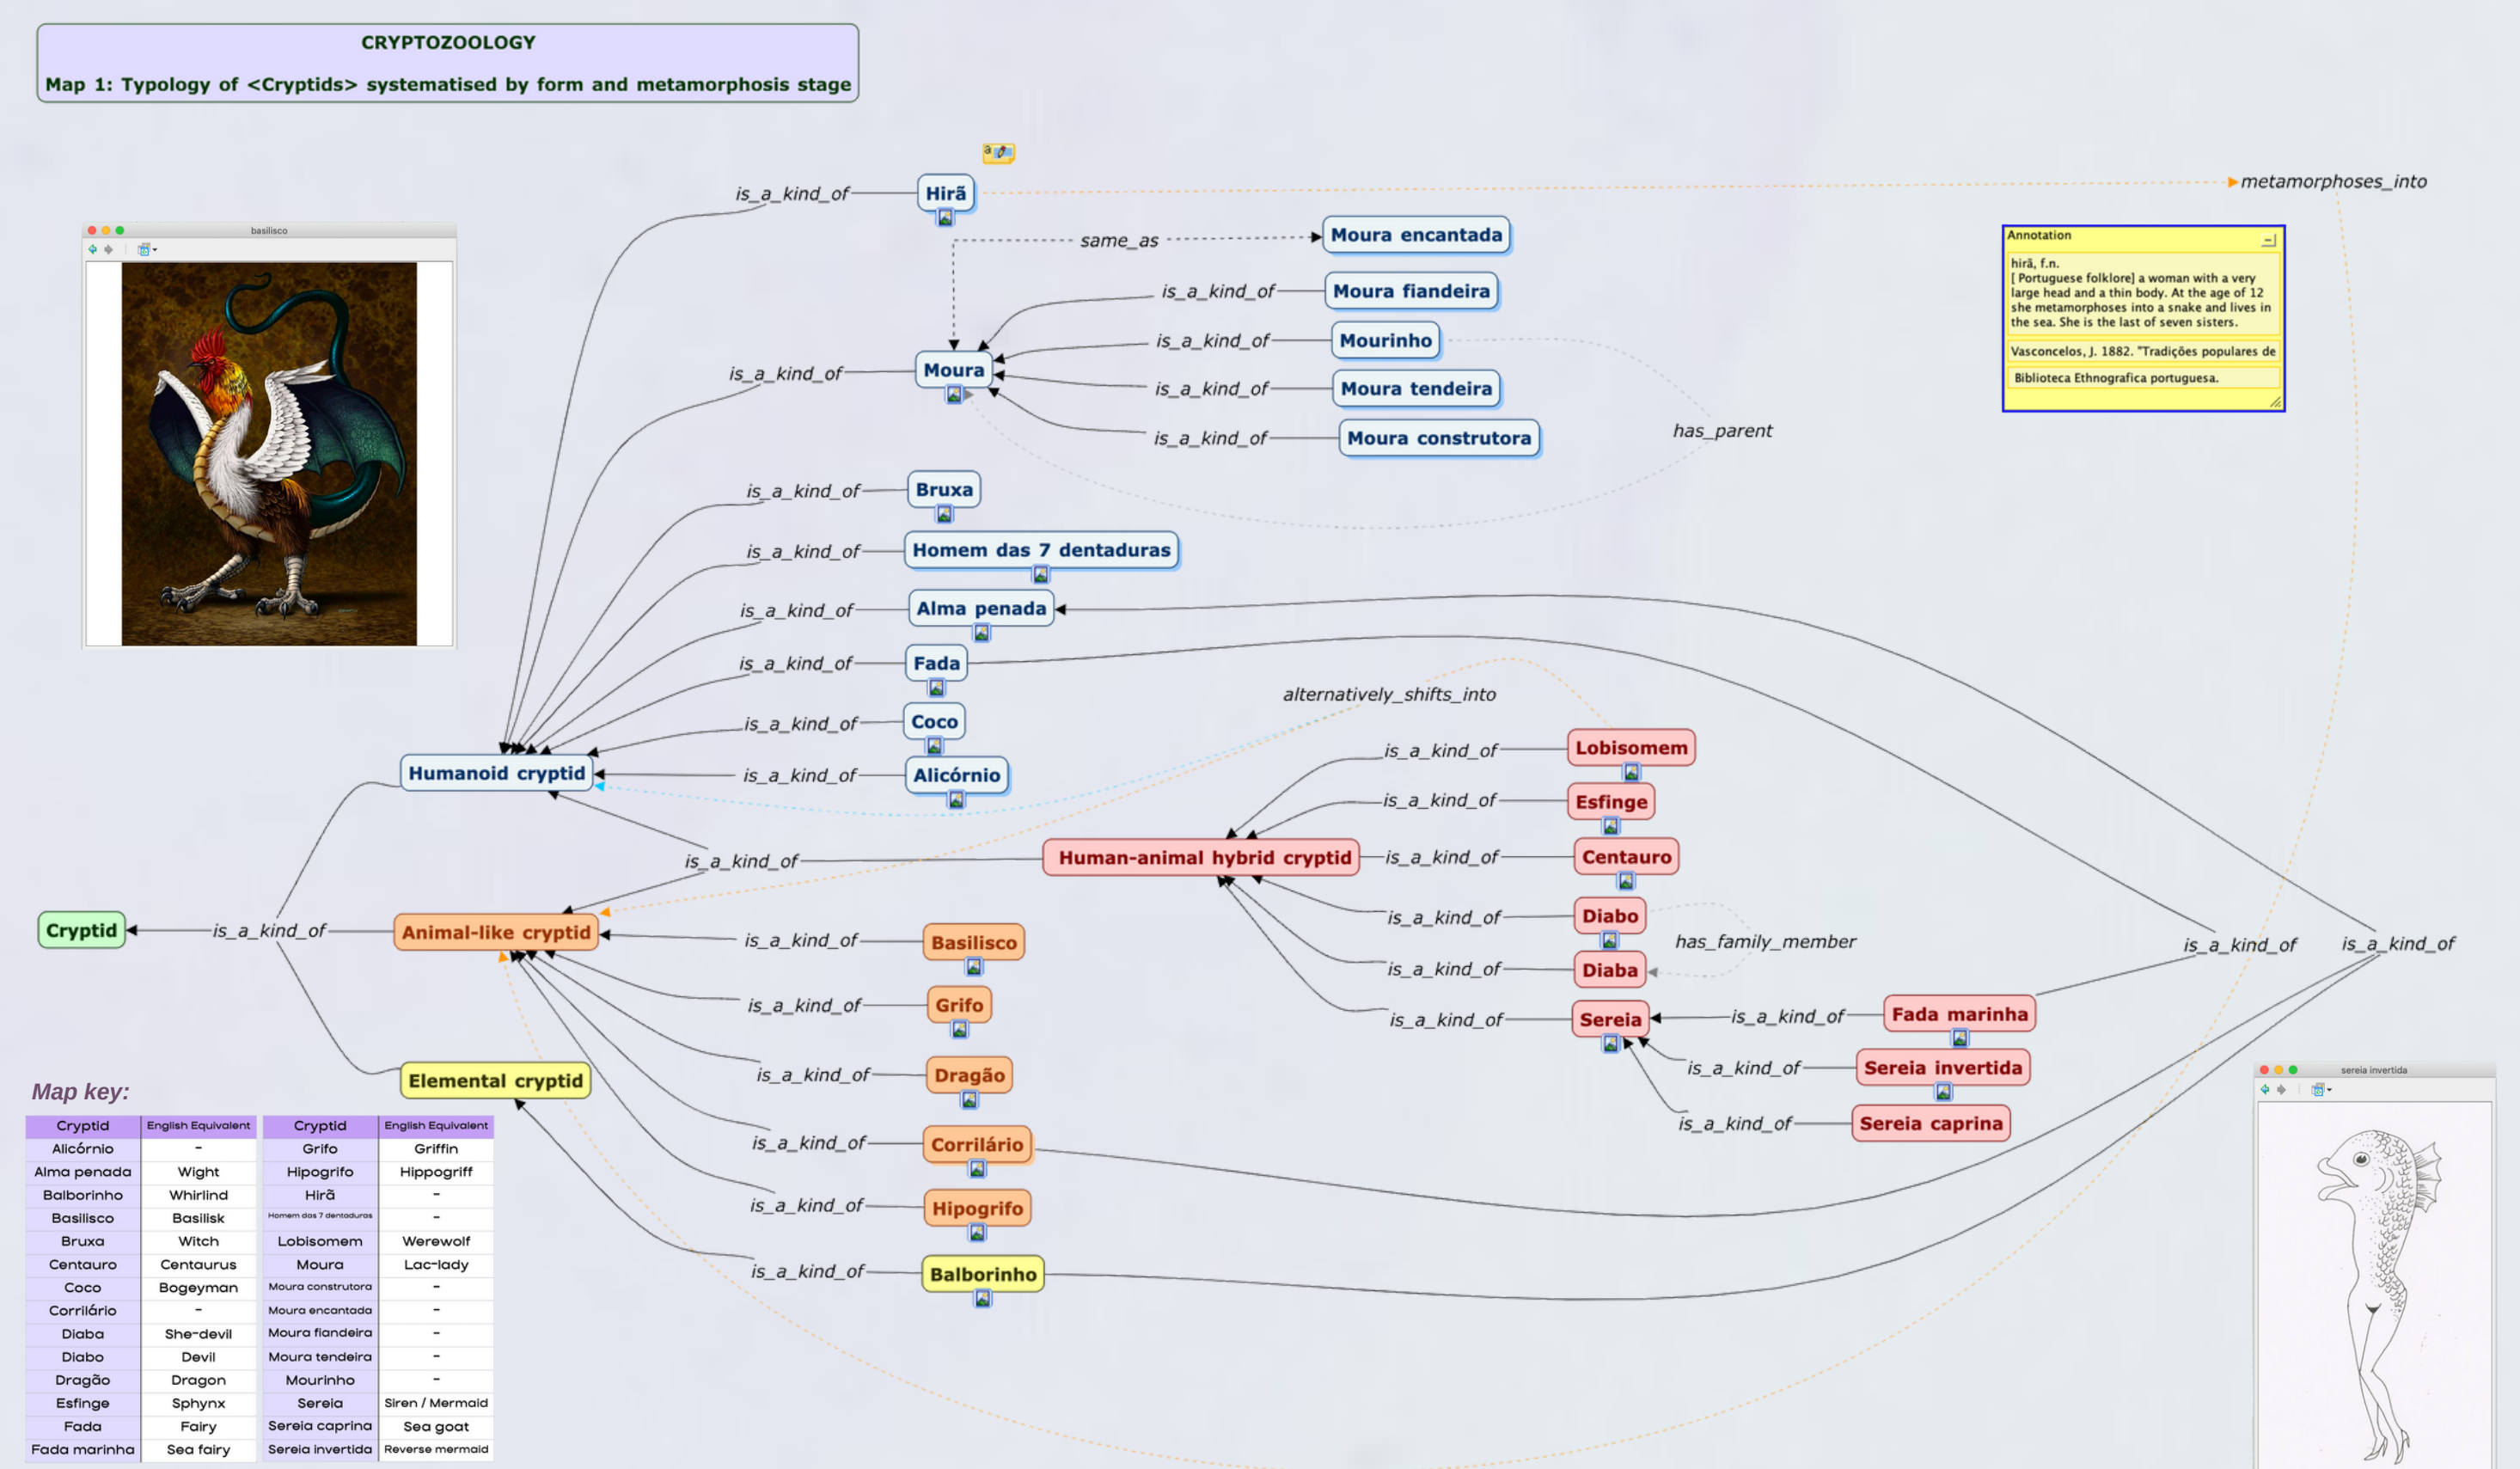 CRYPTOZOOLOGY
Map 1: Typology of <Cryptids> systematised by form and metamorphosis stage
is_a_kind_of
Hirã
metamorphoses_into
same_as
Moura encantada
basilisco
Annotation
hirã, f.n.
[ Portuguese folklore] a woman with a very
large head and a thin body. At the age of 12
she metamorphoses into a snake and lives in
the sea. She is the last of seven sisters.
Vasconcelos, J. 1882. "Tradições populares de
Biblioteca Ethnografica portuguesa.
is_a_kind_of
Moura fiandeira
is_a_kind_of
Mourinho
is_a_kind_of
Moura
is_a_kind_of
Moura tendeira
is_a_kind_of
Moura construtora
has_parent
is_a_kind_of
Bruxa
is_a_kind_of
Homem das 7 dentaduras
is_a_kind_of
Alma penada
is_a_kind_of
Fada
alternatively_shifts_into
is_a_kind_of
Coco
Humanoid cryptid
is_a_kind_of
Alicórnio
is_a_kind_of
Lobisomem
is_a_kind_of
Esfinge
is_a_kind_of
Human-animal hybrid cryptid
is_a_kind_of
Centauro
is_a_kind_of
Diabo
has_family_member
is_a_kind_of
Diaba
is_a_kind_of
is_a_kind_of
Cryptid
is_a_kind_of
Animal-like cryptid
is_a_kind_of
Basilisco
is_a_kind_of
Grifo
is_a_kind_of
Sereia
is_a_kind_of
Fada marinha
is_a_kind_of
Sereia invertida
is_a_kind_of
Sereia caprina
Elemental cryptid
is_a_kind_of
Dragão
is_a_kind_of
Corrilário
is_a_kind_of
Hipogrifo
is_a_kind_of
Balborinho
sereia invertida
Map key:
Cryptid English Equivalent
Alicórnio -
Alma penada Wight
Balborinho Whirlind
Basilisco Basilisk
Bruxa Witch
Centauro Centaurus
Coco Bogeyman
Corrilário -
Diaba She-devil
Diabo Devil
Dragão Dragon
Esfinge Sphynx
Fada Fairy
Fada marinha Sea fairy
Cryptid English Equivalent
Grifo Griffin
Hipogrifo Hippogriff
Hirã -
Homem das 7 dentaduras -
Lobisomem Werewolf
Moura Lac-lady
Moura construtora -
Moura encantada -
Moura fiandeira -
Moura tendeira -
Mourinho -
Sereia Siren / Mermaid
Sereia caprina Sea goat
Sereia invertida Reverse mermaid